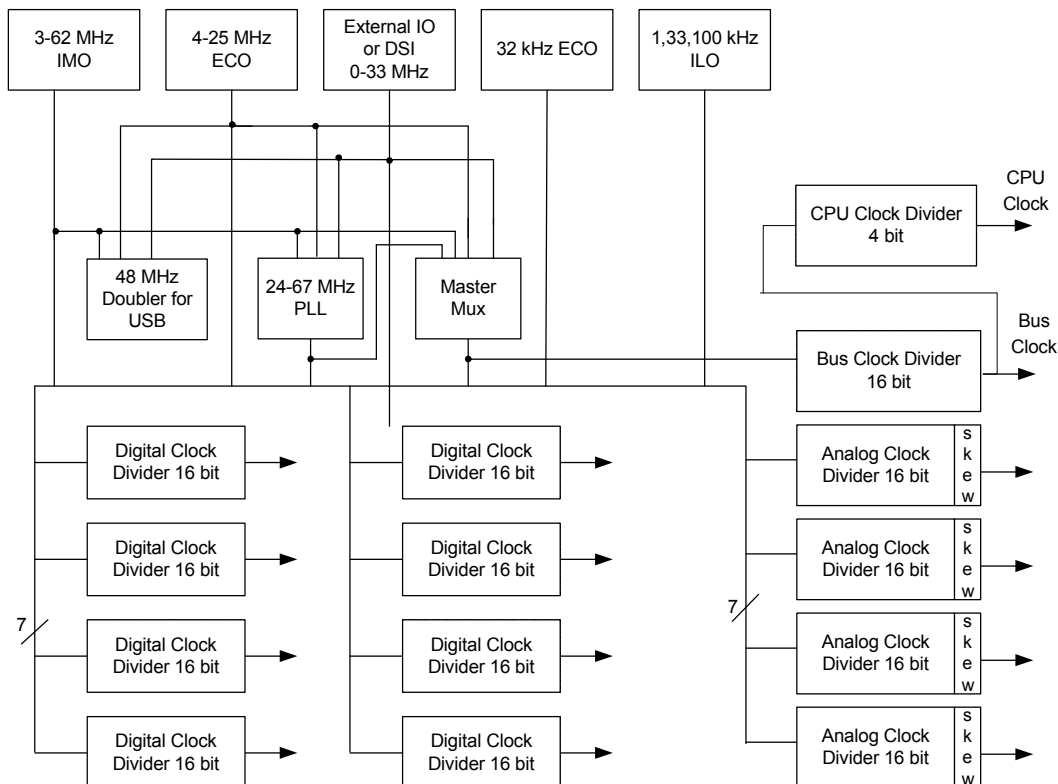 3-62 MHz
IMO
4-25 MHz
ECO
External IO
or DSI
0-33 MHz
32 kHz ECO
1,33,100 kHz
ILO
CPU
Clock
CPU Clock Divider
4 bit
48 MHz
Doubler for
USB
24-67 MHz
PLL
Master
Mux
Bus
Clock
Bus Clock Divider
16 bit
Digital Clock
Divider 16 bit
Digital Clock
Divider 16 bit
Analog Clock
Divider 16 bit
s
k
e
w
Digital Clock
Divider 16 bit
Digital Clock
Divider 16 bit
Analog Clock
Divider 16 bit
s
k
e
w
7
7
Digital Clock
Divider 16 bit
Digital Clock
Divider 16 bit
Analog Clock
Divider 16 bit
s
k
e
w
Digital Clock
Divider 16 bit
Digital Clock
Divider 16 bit
Analog Clock
Divider 16 bit
s
k
e
w